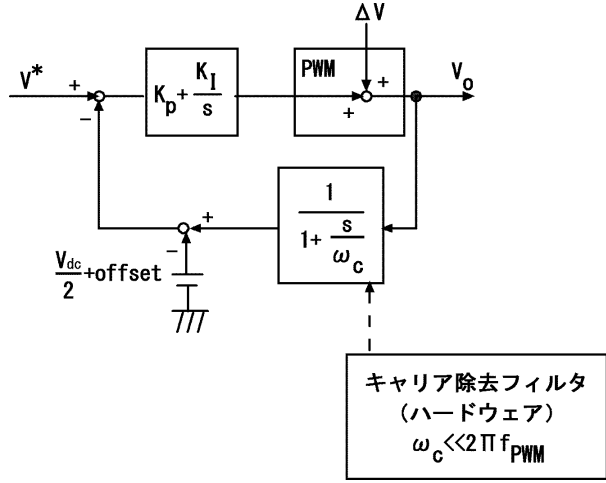 ΔV
V*
+
−
Kp+
KI
s
PWM
+
+
Vo
+
−
Vdc
2
+offset
1
1+
s
ωc
キャリア除去フィルタ
(ハードウェア)
ωc<<2πfPWM